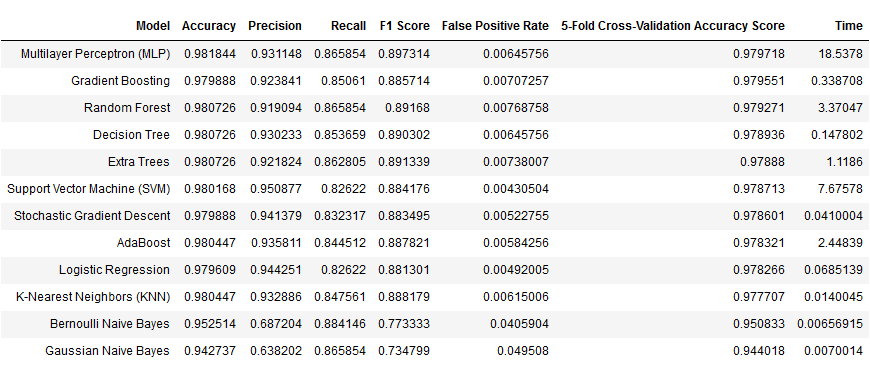 Model Accuracy Precision Recall F1 Score False Positive Rate 5-Fold Cross-Validation Accuracy Score Time
Multilayer Perceptron (MLP) 0.981844 0.931148 0.865854 0.897314 0.00645756 0.979718 18.5378
Gradient Boosting 0.979888 0.923841 0.85061 0.885714 0.00707257 0.979551 0.338708
Random Forest 0.980726 0.919094 0.865854 0.89168 0.00768758 0.979271 3.37047
Decision Tree 0.980726 0.930233 0.853659 0.890302 0.00645756 0.978936 0.147802
Extra Trees 0.980726 0.921824 0.862805 0.891339 0.00738007 0.97888 1.1186
Support Vector Machine (SVM) 0.980168 0.950877 0.82622 0.884176 0.00430504 0.978713 7.67578
Stochastic Gradient Descent 0.979888 0.941379 0.832317 0.883495 0.00522755 0.978601 0.0410004
AdaBoost 0.980447 0.935811 0.844512 0.887821 0.00584256 0.978321 2.44839
Logistic Regression 0.979609 0.944251 0.82622 0.881301 0.00492005 0.978266 0.0685139
K-Nearest Neighbors (KNN) 0.980447 0.932886 0.847561 0.888179 0.00615006 0.977707 0.0140045
Bernoulli Naive Bayes 0.952514 0.687204 0.884146 0.773333 0.0405904 0.950833 0.00656915
Gaussian Naive Bayes 0.942737 0.638202 0.865854 0.734799 0.049508 0.944018 0.0070014